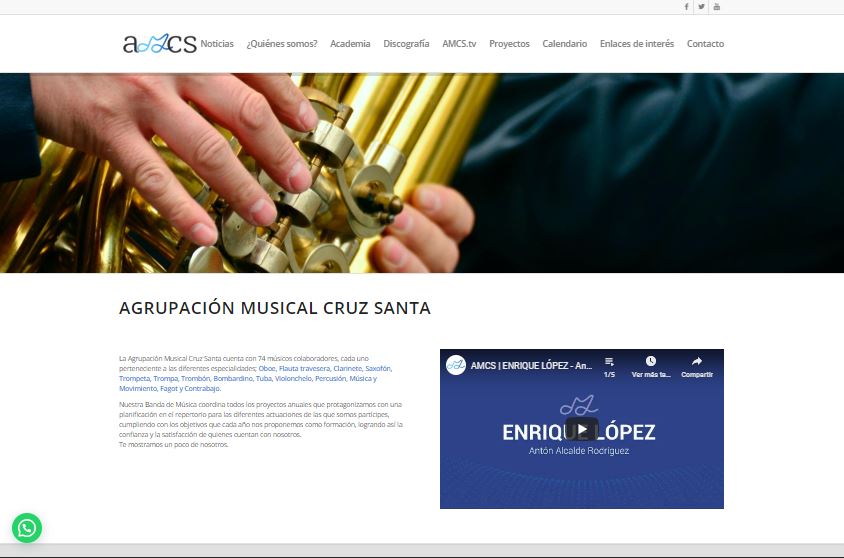 aMcs
Noticias ¿Quiénes somos? Academia Discografía AMCS.tv Proyectos Calendario Enlaces de interés Contacto
AGRUPACIÓN MUSICAL CRUZ SANTA
La Agrupación Musical Cruz Santa cuenta con 74 músicos colaboradores, cada uno
perteneciente a las diferentes especialidades; Oboe, Flauta travesera, Clarinete, Saxofón,
Trompeta, Trompa, Trombón, Bombardino, Tuba, Violonchelo, Percusión, Música y
Movimiento, Fagot y Contrabajo.
Nuestra Banda de Música coordina todos los proyectos anuales que protagonizamos con una
planificación en el repertorio para las diferentes actuaciones de las que somos partícipes,
cumpliendo con los objetivos que cada año nos proponemos como formación, logrando así la
confianza y la satisfacción de quienes cuentan con nosotros.
Te mostramos un poco de nosotros.
AMCS | ENRIQUE LÓPEZ - An...
1/5 Ver más ta... Compartir
ENRIQUE LÓPEZ
Antón Alcalde Rodríguez